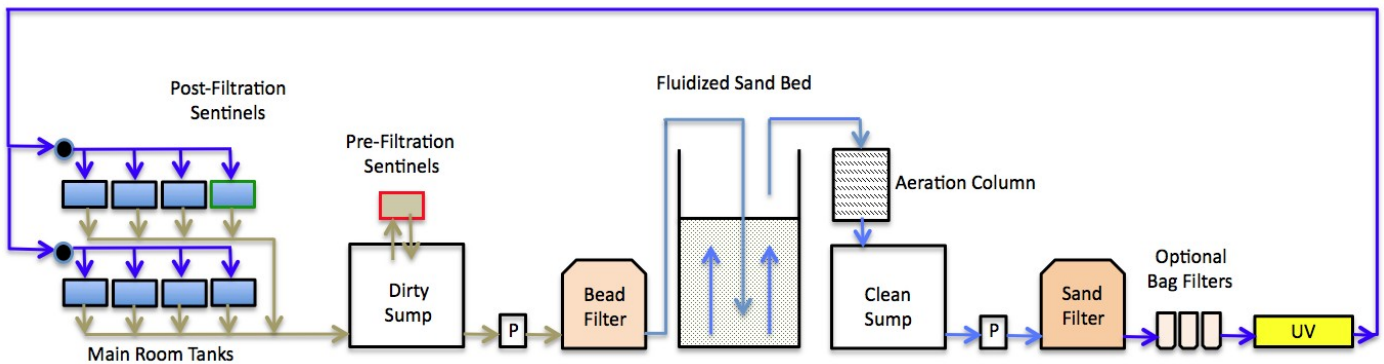 Post-Filtration
Sentinels
Pre-Filtration
Sentinels
Fluidized Sand Bed
Aeration Column
Optional
Bag Filters
Dirty
Sump
P
Bead
Filter
Clean
Sump
P
Sand
Filter
UV
Main Room Tanks